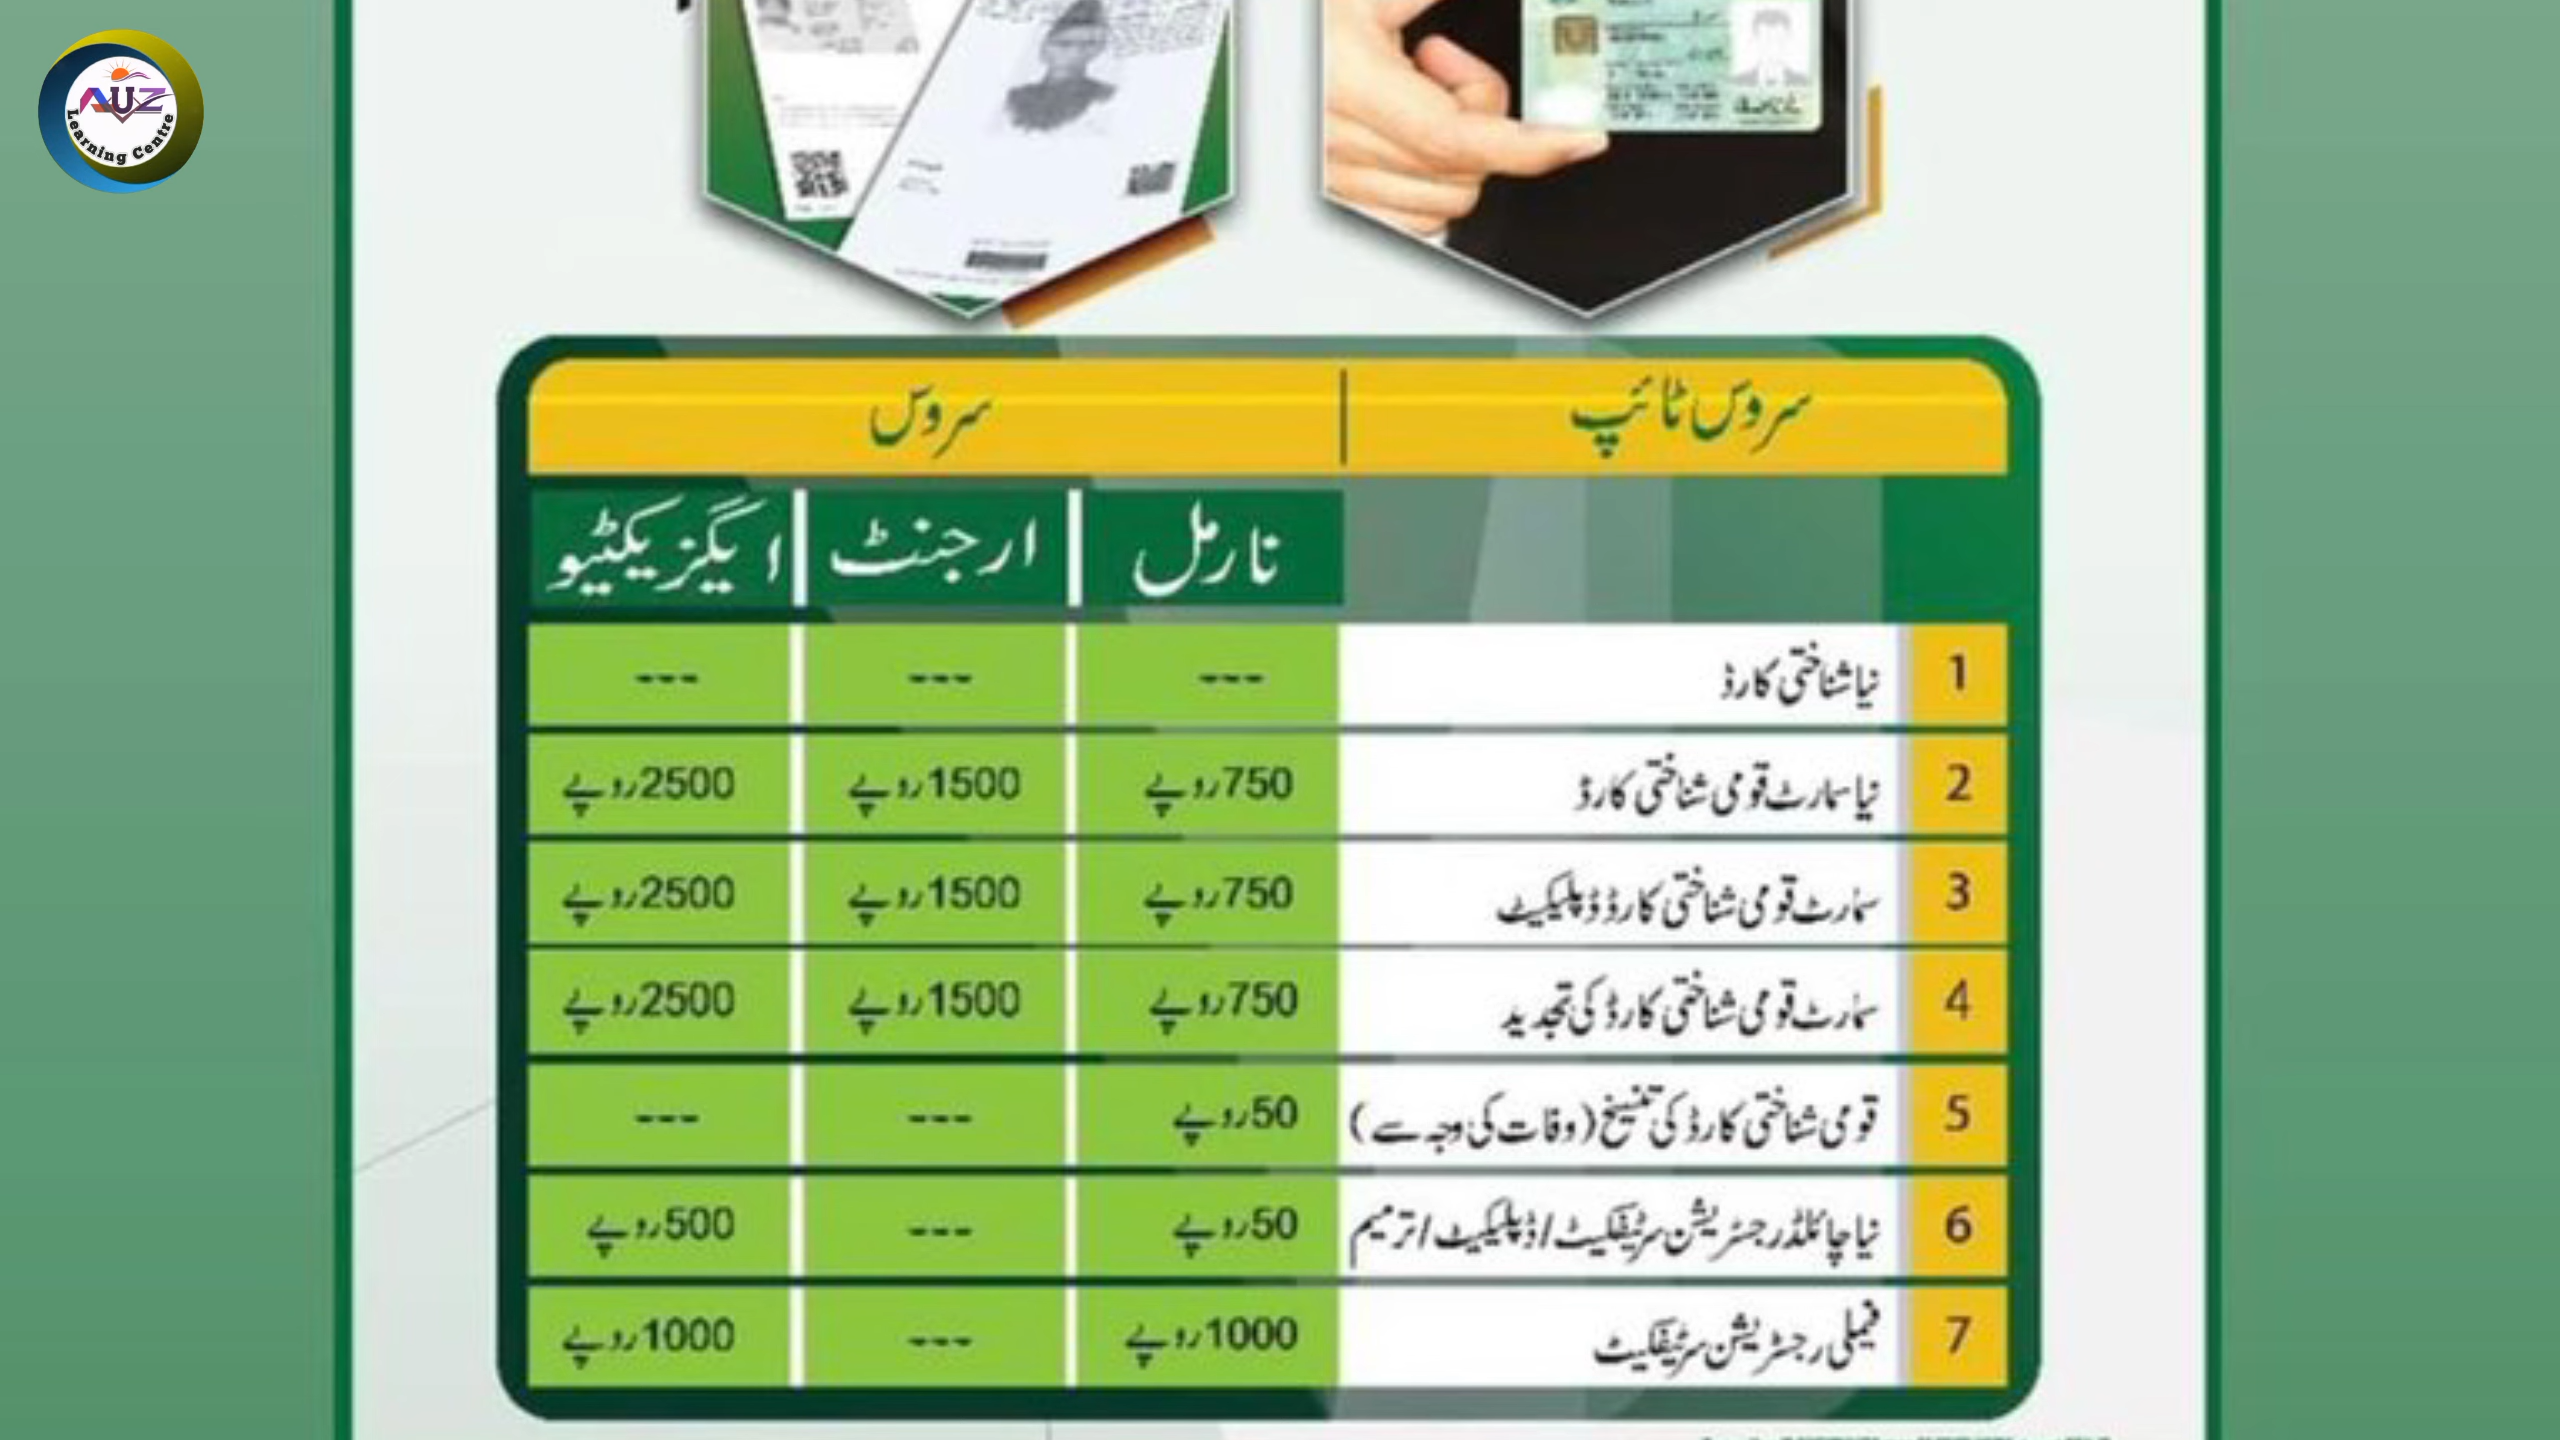 AUZ
Learning Centre
سروس ٹائپ | سروس
نارمل | ارجنٹ | ایگزیکٹیو
1 نیا شناختی کارڈ --- --- ---
2 نیا سمارٹ قومی شناختی کارڈ 750روپے 1500روپے 2500روپے
3 سمارٹ قومی شناختی کارڈ ڈپلیکیٹ 750روپے 1500روپے 2500روپے
4 سمارٹ قومی شناختی کارڈ کی تجدید 750روپے 1500روپے 2500روپے
5 قومی شناختی کارڈ کی تنسیخ (وفات کی وجہ سے) 50روپے --- ---
6 نیا چائلڈ رجسٹریشن سرٹیفکیٹ / ڈپلیکیٹ / ترمیم 50روپے --- 500روپے
7 فیملی رجسٹریشن سرٹیفکیٹ 1000روپے --- 1000روپے